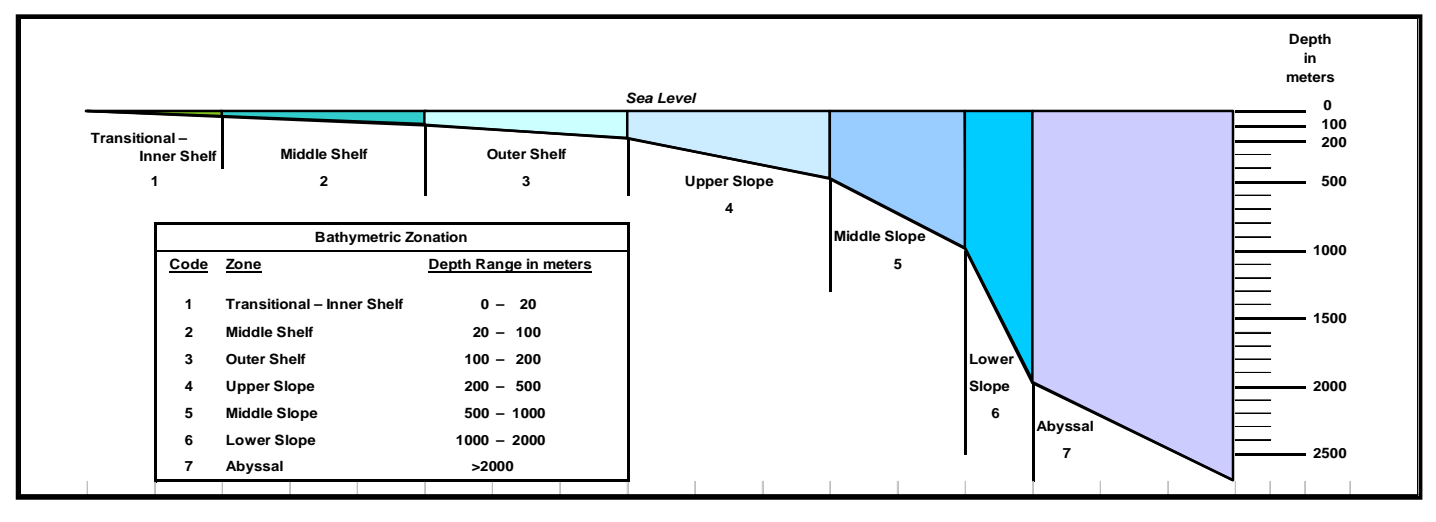 Depth
in
meters
Sea Level
0
100
200
500
1000
1500
2000
2500
Transitional –
Inner Shelf
1
Middle Shelf
2
Outer Shelf
3
Upper Slope
4
Middle Slope
5
Lower
Slope
6
Abyssal
7
Bathymetric Zonation
Code Zone Depth Range in meters
1 Transitional – Inner Shelf 0 – 20
2 Middle Shelf 20 – 100
3 Outer Shelf 100 – 200
4 Upper Slope 200 – 500
5 Middle Slope 500 – 1000
6 Lower Slope 1000 – 2000
7 Abyssal >2000